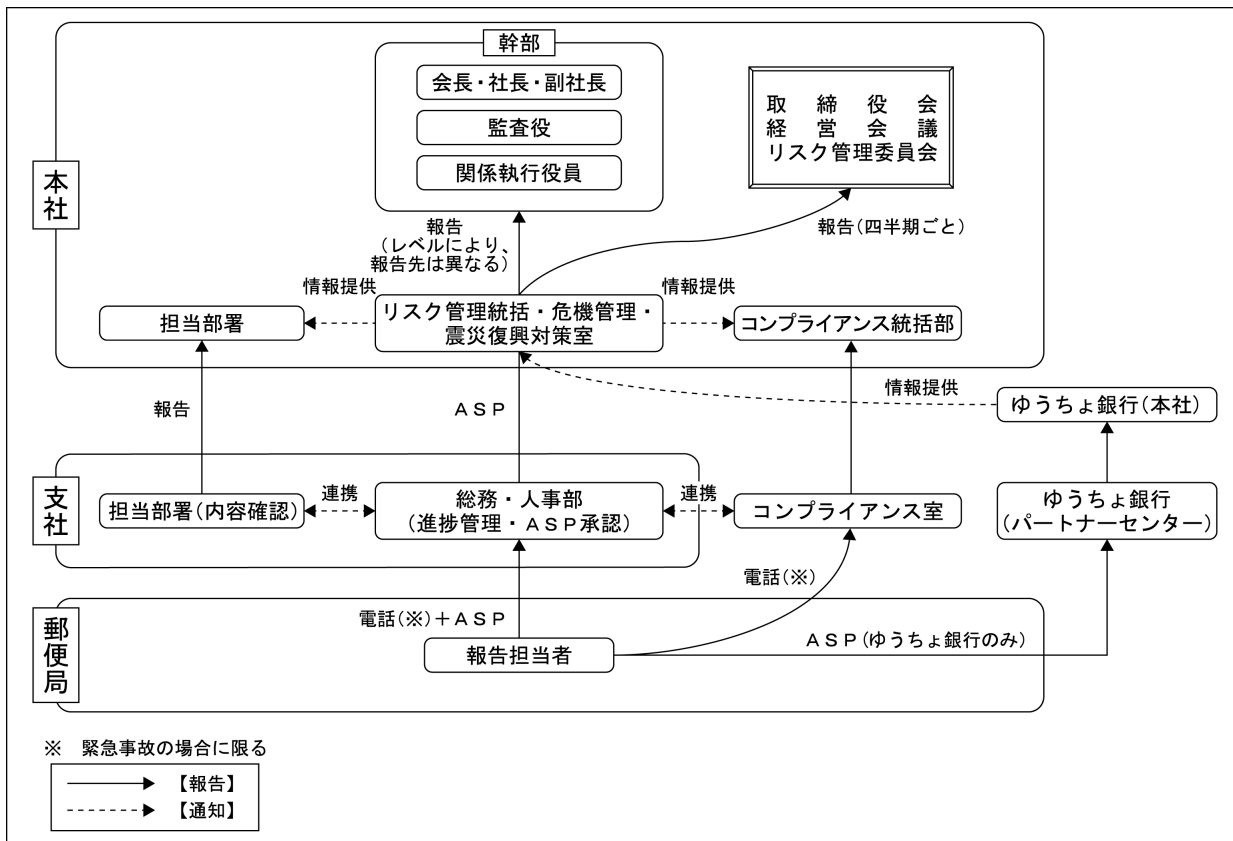 幹部
会長・社長・副社長
監査役
関係執行役員
取締役会
経営会議
リスク管理委員会
本社
報告
（レベルにより、
報告先は異なる）
報告（四半期ごと）
情報提供
情報提供
担当部署
リスク管理統括・危機管理・
震災復興対策室
コンプライアンス統括部
報告
ＡＳＰ
情報提供
ゆうちょ銀行（本社）
支社
担当部署（内容確認）
連携
総務・人事部
（進捗管理・ＡＳＰ承認）
連携
コンプライアンス室
ゆうちょ銀行
（パートナーセンター）
電話（※）
郵便局
電話（※）＋ＡＳＰ
報告担当者
ＡＳＰ（ゆうちょ銀行のみ）
※　緊急事故の場合に限る
【報告】
【通知】